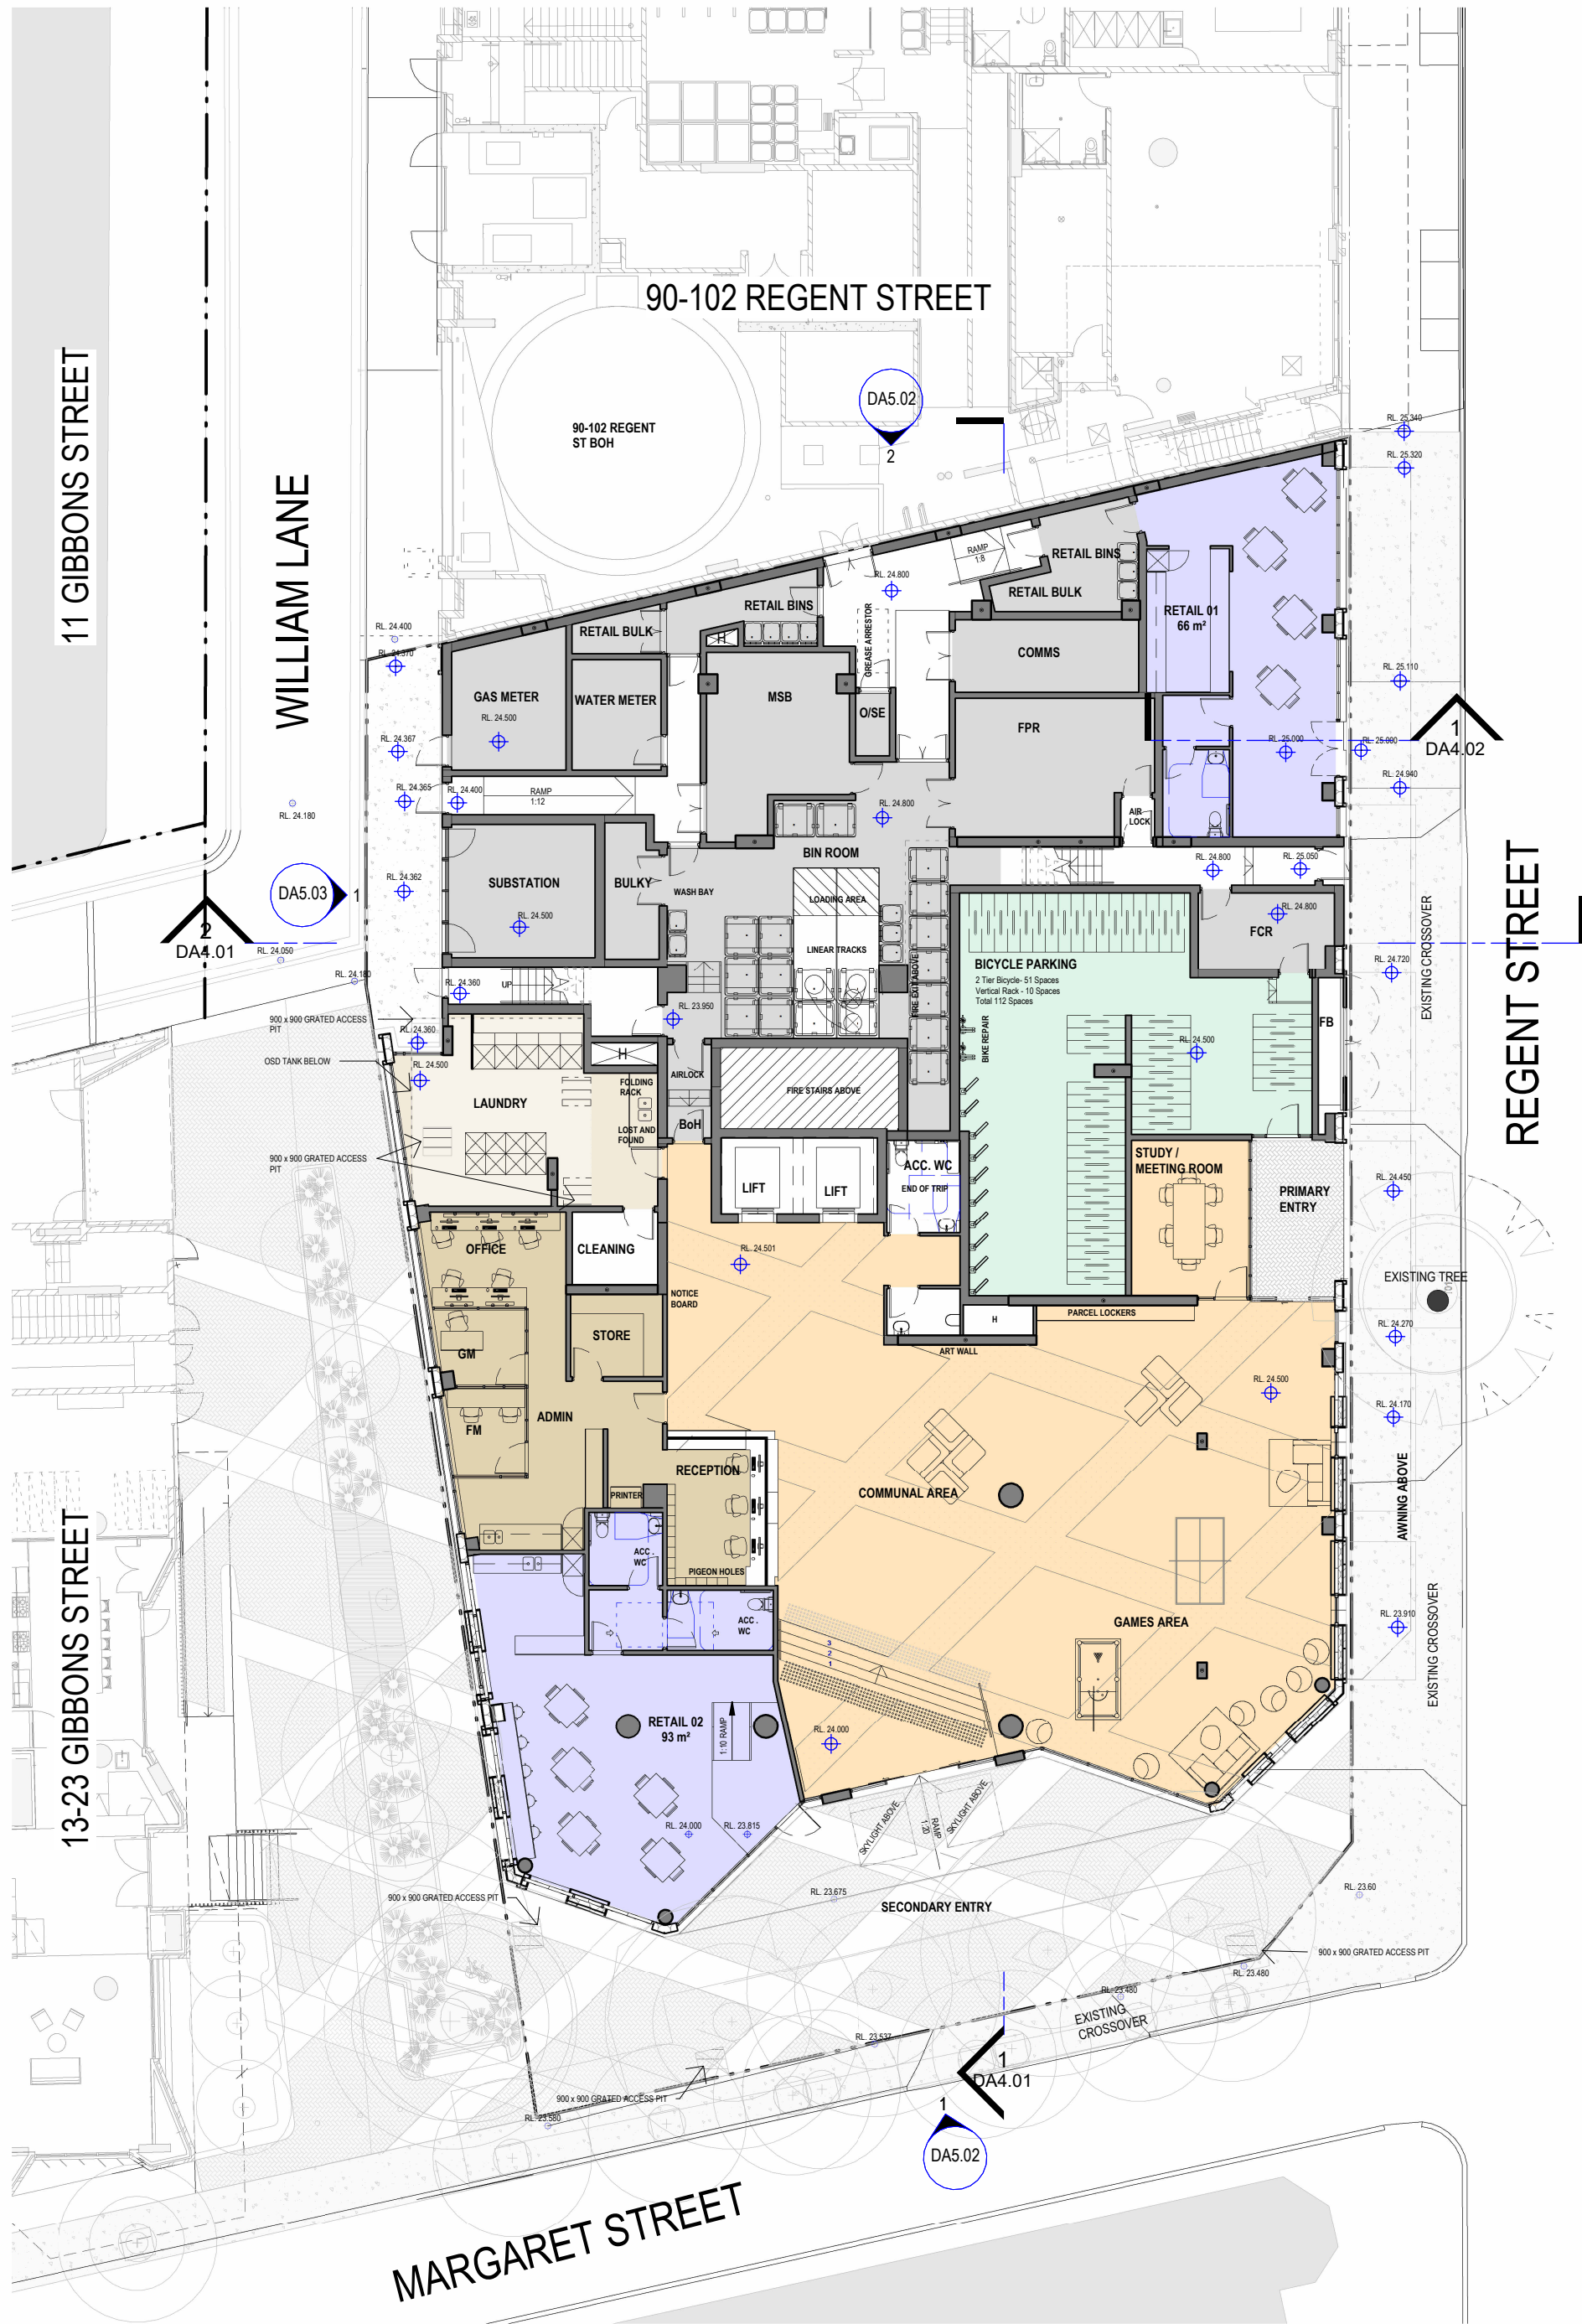 90-102 REGENT STREET
11 GIBBONS STREET
WILLIAM LANE
90-102 REGENT
ST BOH
DA5.02
2
RL. 25.340
RL. 25.320
RL. 24.800
RAMP
1:8
RETAIL BINS
RETAIL BULK
RETAIL BINS
RETAIL BULK
H
GREASE ARRESTOR
RETAIL 01
66 m²
RL. 24.400
RL. 24.370
COMMS
RL. 25.110
GAS METER
RL. 24.500
WATER METER
MSB
O/SE
FPR
RL. 24.367
RL. 25.000
RL. 25.000
1
DA4.02
RL. 24.365
RL. 24.400
RAMP
1:12
RL. 24.940
RL. 24.180
RL. 24.800
AIR
LOCK
BIN ROOM
RL. 24.800
RL. 25.050
DA5.03
1
RL. 24.362
SUBSTATION
RL. 24.500
BULKY
WASH BAY
LOADING AREA
LINEAR TRACKS
FIRE EXIT ABOVE
RL. 24.800
FCR
2
DA4.01
RL. 24.050
RL. 24.180
BICYCLE PARKING
2 Tier Bicycle- 51 Spaces
Vertical Rack - 10 Spaces
Total 112 Spaces
RL. 24.720
EXISTING CROSSOVER
REGENT STREET
UP
RL. 24.360
RL. 23.950
900 x 900 GRATED ACCESS
PIT
RL. 24.360
BIKE REPAIR
RL. 24.500
FB
OSD TANK BELOW
RL. 24.500
H
AIRLOCK
FOLDING
RACK
FIRE STAIRS ABOVE
LAUNDRY
LOST AND
FOUND
BoH
900 x 900 GRATED ACCESS
PIT
LIFT
LIFT
ACC. WC
END OF TRIP
STUDY /
MEETING ROOM
PRIMARY
ENTRY
RL. 24.450
OFFICE
CLEANING
RL. 24.501
EXISTING TREE
NOTICE
BOARD
H
PARCEL LOCKERS
STORE
ART WALL
RL. 24.270
GM
RL. 24.500
FM
ADMIN
RL. 24.170
RECEPTION
PRINTER
COMMUNAL AREA
AWNING ABOVE
13-23 GIBBONS STREET
ACC .
WC
PIGEON HOLES
ACC .
WC
GAMES AREA
RL. 23.910
EXISTING CROSSOVER
3
2
1
RETAIL 02
93 m²
1:10 RAMP
RL. 24.000
RL. 24.000
RL. 23.815
SKYLIGHT ABOVE
RAMP
1:20
SKYLIGHT ABOVE
900 x 900 GRATED ACCESS PIT
RL. 23.675
SECONDARY ENTRY
RL. 23.60
900 x 900 GRATED ACCESS PIT
RL. 23.480
RL. 23.480
EXISTING
CROSSOVER
RL. 23.537
1
DA4.01
900 x 900 GRATED ACCESS PIT
RL. 23.580
1
DA5.02
MARGARET STREET